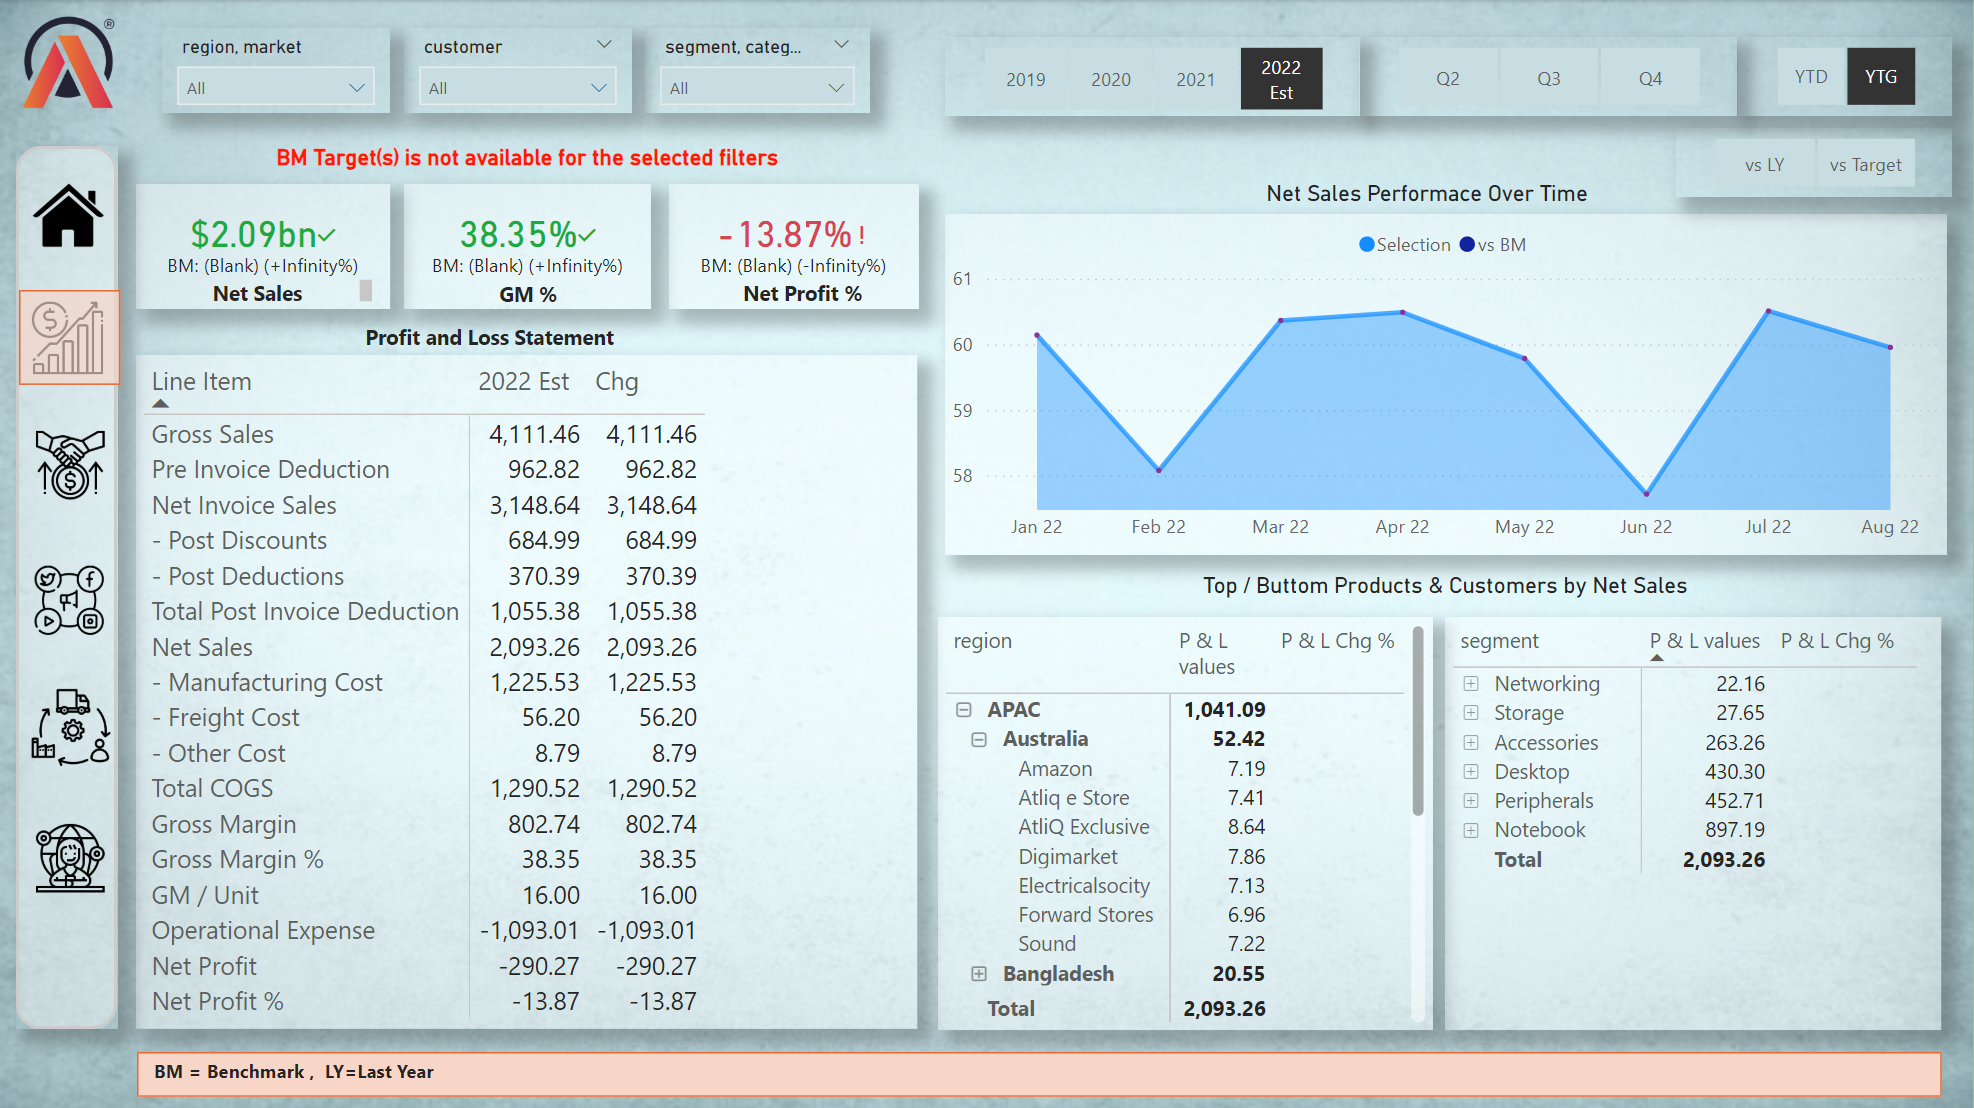 ®
region, market
All
customer
All
segment, categ...
All
2019
2020
2021
2022
Est
Q2
Q3
Q4
YTD
YTG
vs LY
vs Target
BM Target(s) is not available for the selected filters
$2.09bn
BM: (Blank) (+Infinity%)
Net Sales
38.35%
BM: (Blank) (+Infinity%)
GM %
-13.87%!
BM: (Blank) (-Infinity%)
Net Profit %
Profit and Loss Statement
Line Item 2022 Est Chg
Gross Sales 4,111.46 4,111.46
Pre Invoice Deduction 962.82 962.82
Net Invoice Sales 3,148.64 3,148.64
- Post Discounts 684.99 684.99
- Post Deductions 370.39 370.39
Total Post Invoice Deduction 1,055.38 1,055.38
Net Sales 2,093.26 2,093.26
- Manufacturing Cost 1,225.53 1,225.53
- Freight Cost 56.20 56.20
- Other Cost 8.79 8.79
Total COGS 1,290.52 1,290.52
Gross Margin 802.74 802.74
Gross Margin % 38.35 38.35
GM / Unit 16.00 16.00
Operational Expense -1,093.01 -1,093.01
Net Profit -290.27 -290.27
Net Profit % -13.87 -13.87
Net Sales Performace Over Time
Selection vs BM
61
60
59
58
Jan 22 Feb 22 Mar 22 Apr 22 May 22 Jun 22 Jul 22 Aug 22
Top / Buttom Products & Customers by Net Sales
region P & L values P & L Chg %
APAC 1,041.09
Australia 52.42
Amazon 7.19
Atliq e Store 7.41
AtliQ Exclusive 8.64
Digimarket 7.86
Electricalsocity 7.13
Forward Stores 6.96
Sound 7.22
Bangladesh 20.55
Total 2,093.26
segment P & L values P & L Chg %
Networking 22.16
Storage 27.65
Accessories 263.26
Desktop 430.30
Peripherals 452.71
Notebook 897.19
Total 2,093.26
BM = Benchmark , LY=Last Year